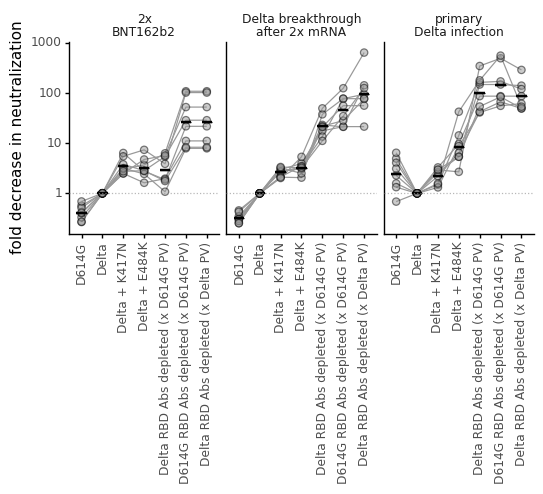 2x
BNT162b2
Delta breakthrough
after 2x mRNA
primary
Delta infection
fold decrease in neutralization
1000
100
10
1
D614G
Delta
Delta + K417N
Delta + E484K
Delta RBD Abs depleted (x D614G PV)
D614G RBD Abs depleted (x D614G PV)
Delta RBD Abs depleted (x Delta PV)
D614G
Delta
Delta + K417N
Delta + E484K
Delta RBD Abs depleted (x D614G PV)
D614G RBD Abs depleted (x D614G PV)
Delta RBD Abs depleted (x Delta PV)
D614G
Delta
Delta + K417N
Delta + E484K
Delta RBD Abs depleted (x D614G PV)
D614G RBD Abs depleted (x D614G PV)
Delta RBD Abs depleted (x Delta PV)